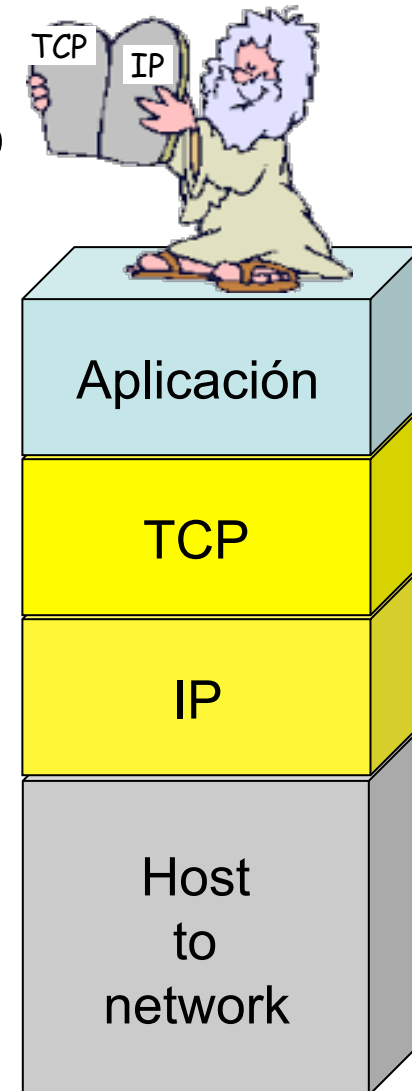 TCP
IP
)
Aplicación
TCP
IP
Host
to
network